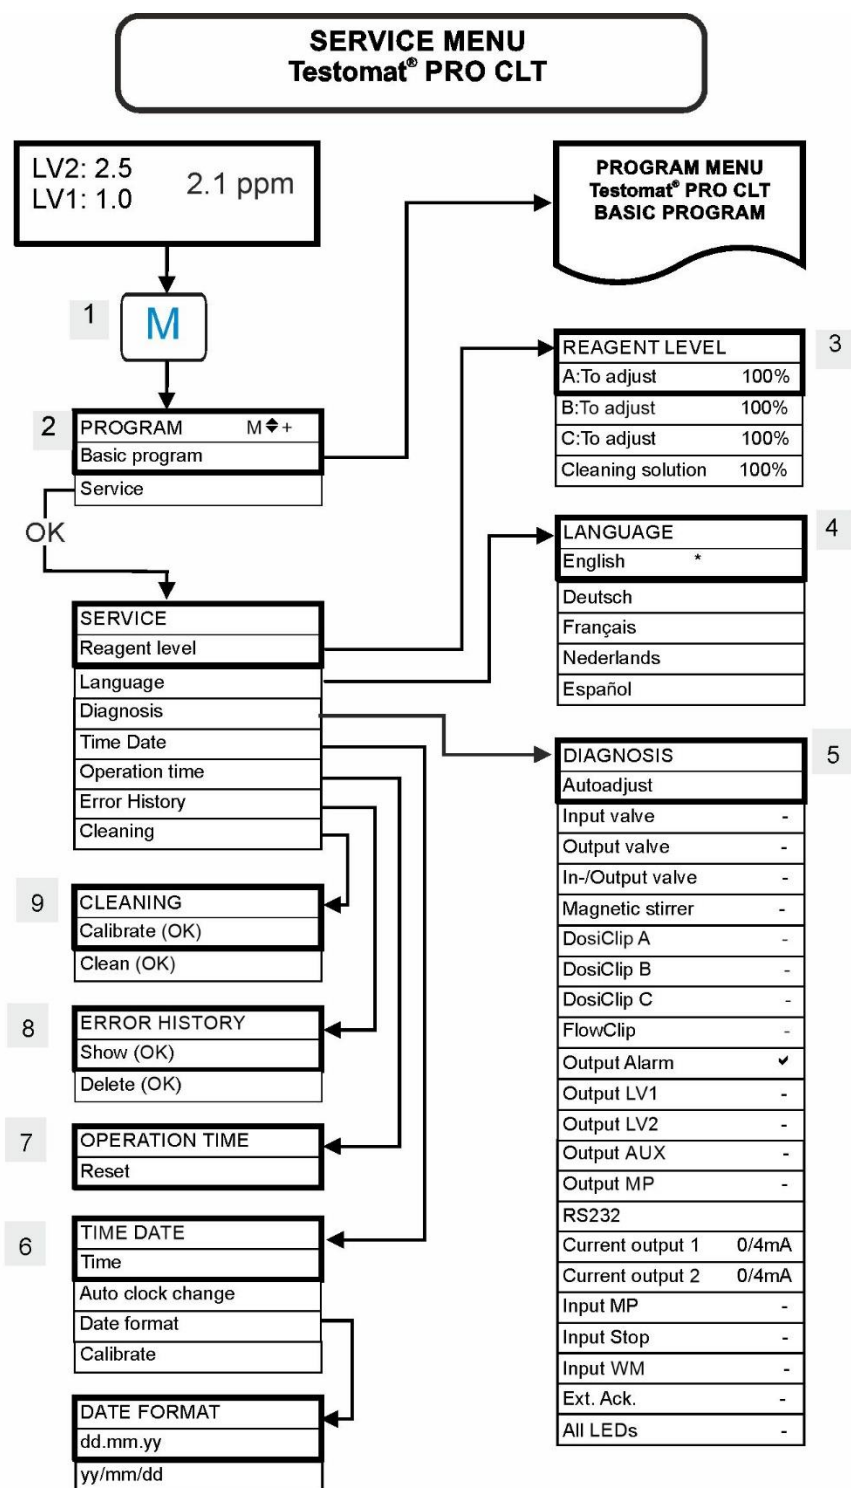 SERVICE MENU
Testomat® PRO CLT
LV2: 2.5
LV1: 1.0
2.1 ppm
PROGRAM MENU
Testomat® PRO CLT
BASIC PROGRAM
1
M
2
PROGRAM M♦+
Basic program
Service
OK
SERVICE
Reagent level
Language
Diagnosis
Time Date
Operation time
Error History
Cleaning
9
CLEANING
Calibrate (OK)
Clean (OK)
8
ERROR HISTORY
Show (OK)
Delete (OK)
7
OPERATION TIME
Reset
6
TIME DATE
Time
Auto clock change
Date format
Calibrate
DATE FORMAT
dd.mm.yy
yy/mm/dd
REAGENT LEVEL
3
A:To adjust 100%
B:To adjust 100%
C:To adjust 100%
Cleaning solution 100%
LANGUAGE
4
English *
Deutsch
Français
Nederlands
Español
DIAGNOSIS
5
Autoadjust
Input valve -
Output valve -
In-/Output valve -
Magnetic stirrer -
DosiClip A -
DosiClip B -
DosiClip C -
FlowClip -
Output Alarm ✔
Output LV1 -
Output LV2 -
Output AUX -
Output MP -
RS232
Current output 1 0/4mA
Current output 2 0/4mA
Input MP -
Input Stop -
Input WM -
Ext. Ack. -
All LEDs -